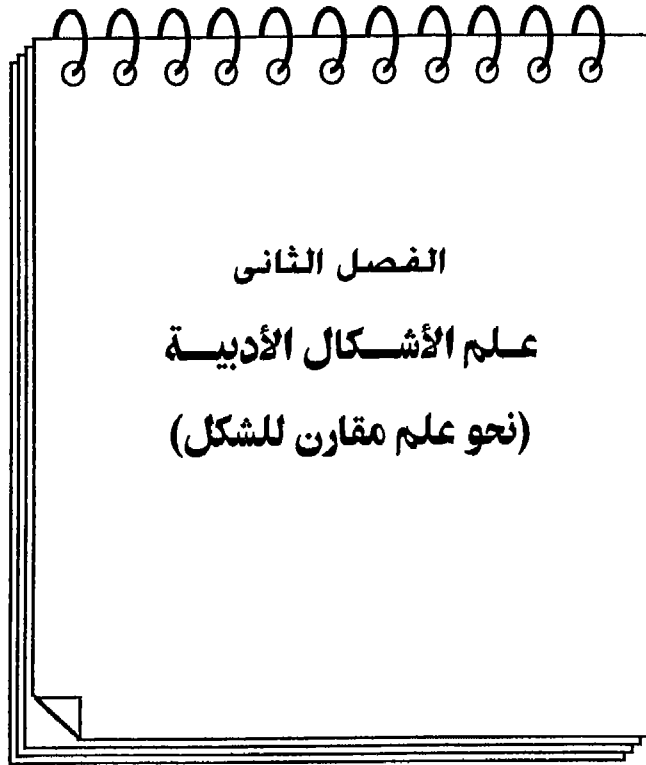 الفصل الثانى
علم الأشكال الأدبية
(نحو علم مقارن للشكل)